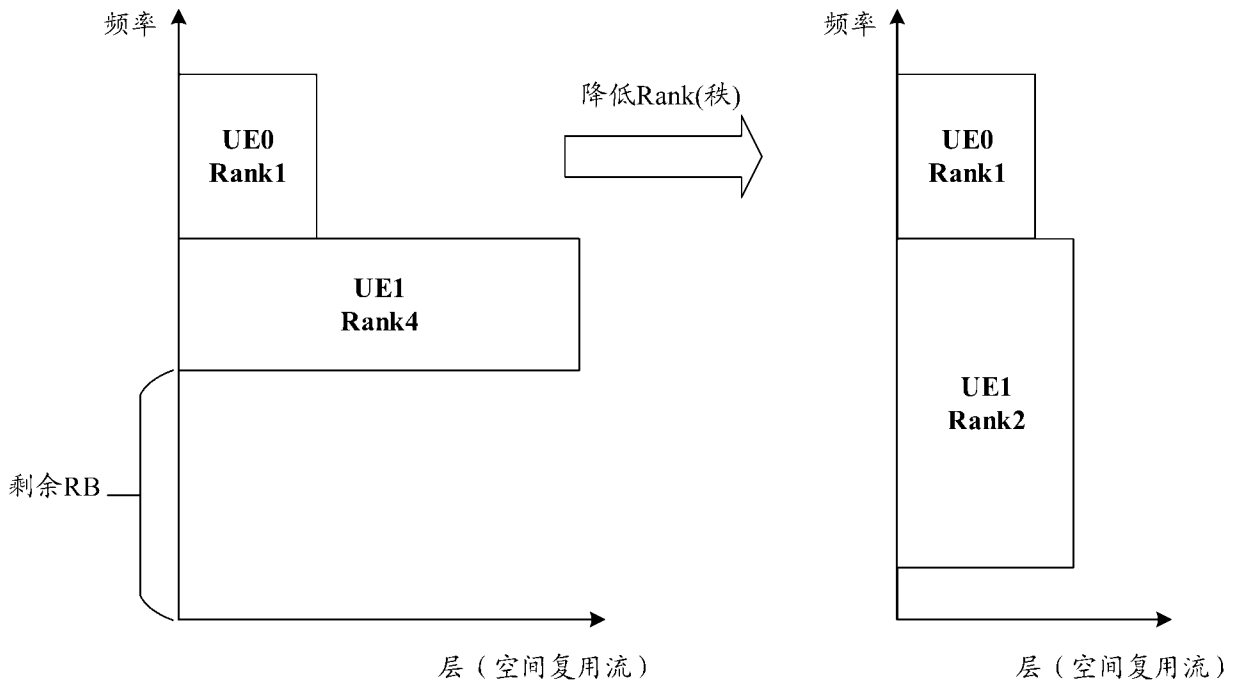 频率
UE0
Rank1
UE1
Rank4
剩余RB
层（空间复用流）
降低Rank(秩)
频率
UE0
Rank1
UE1
Rank2
层（空间复用流）